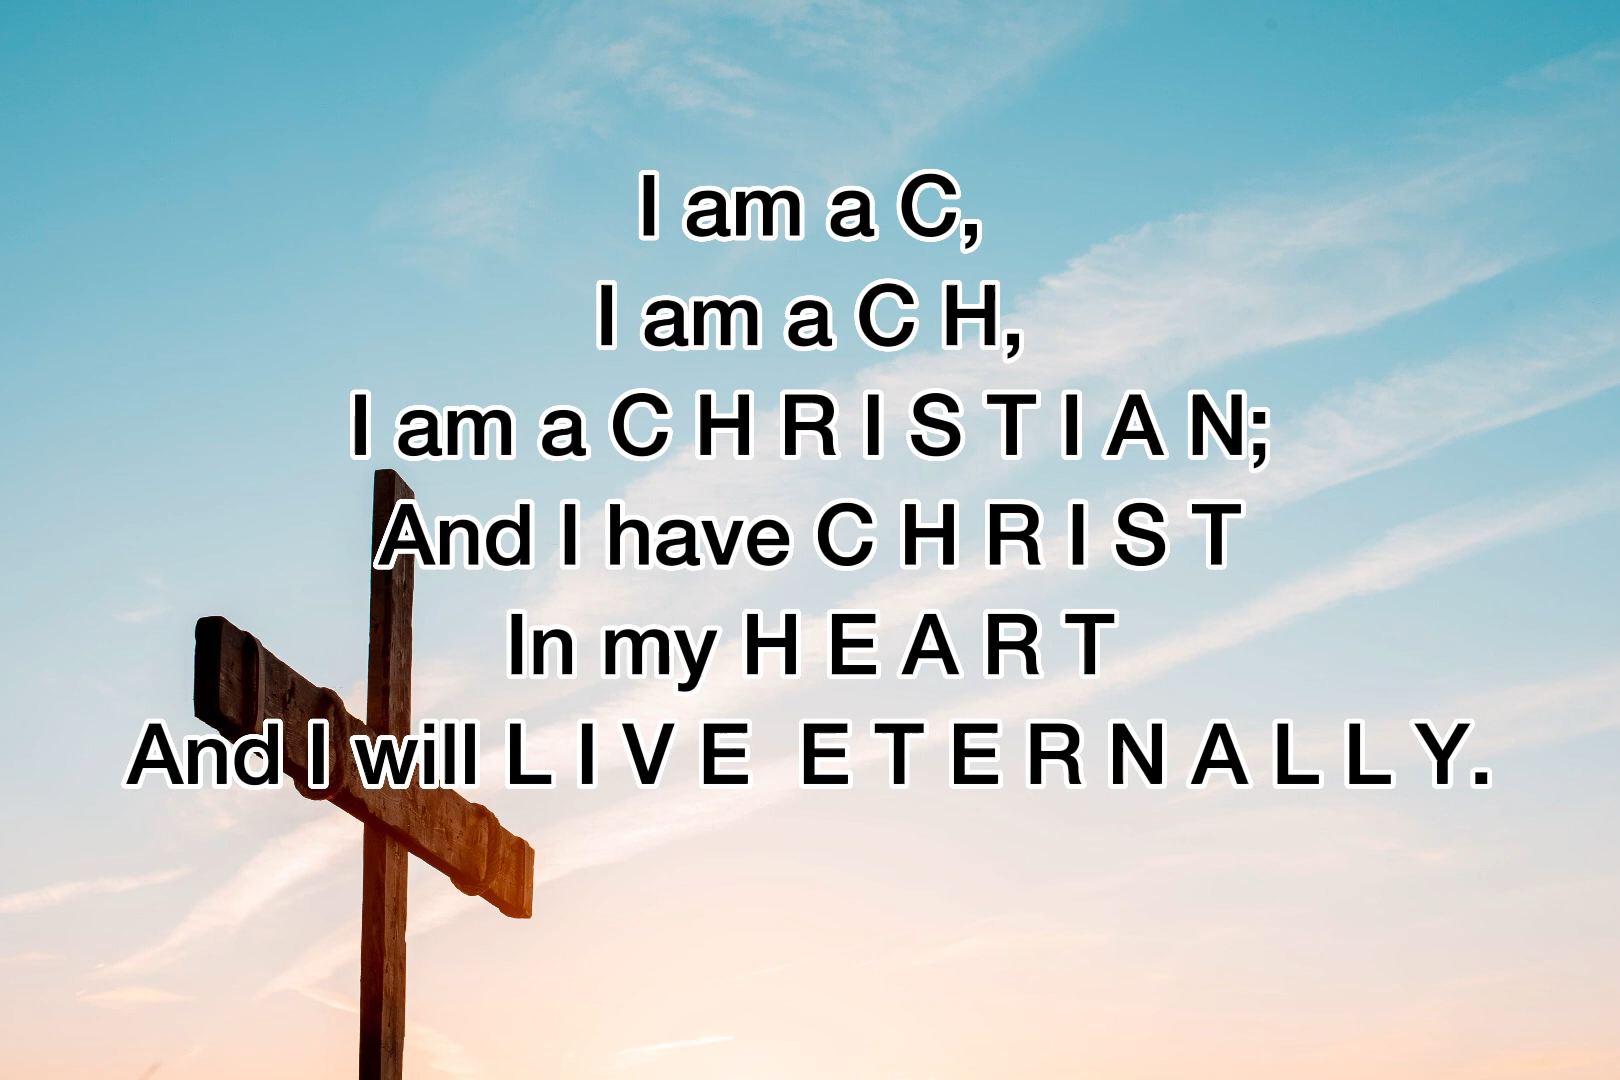 I am a C,
I am a C H,
I am a C H R I S T I A N;
And I have C H R I S T
In my H E A R T
And I will L I V E  E T E R N A L L Y.